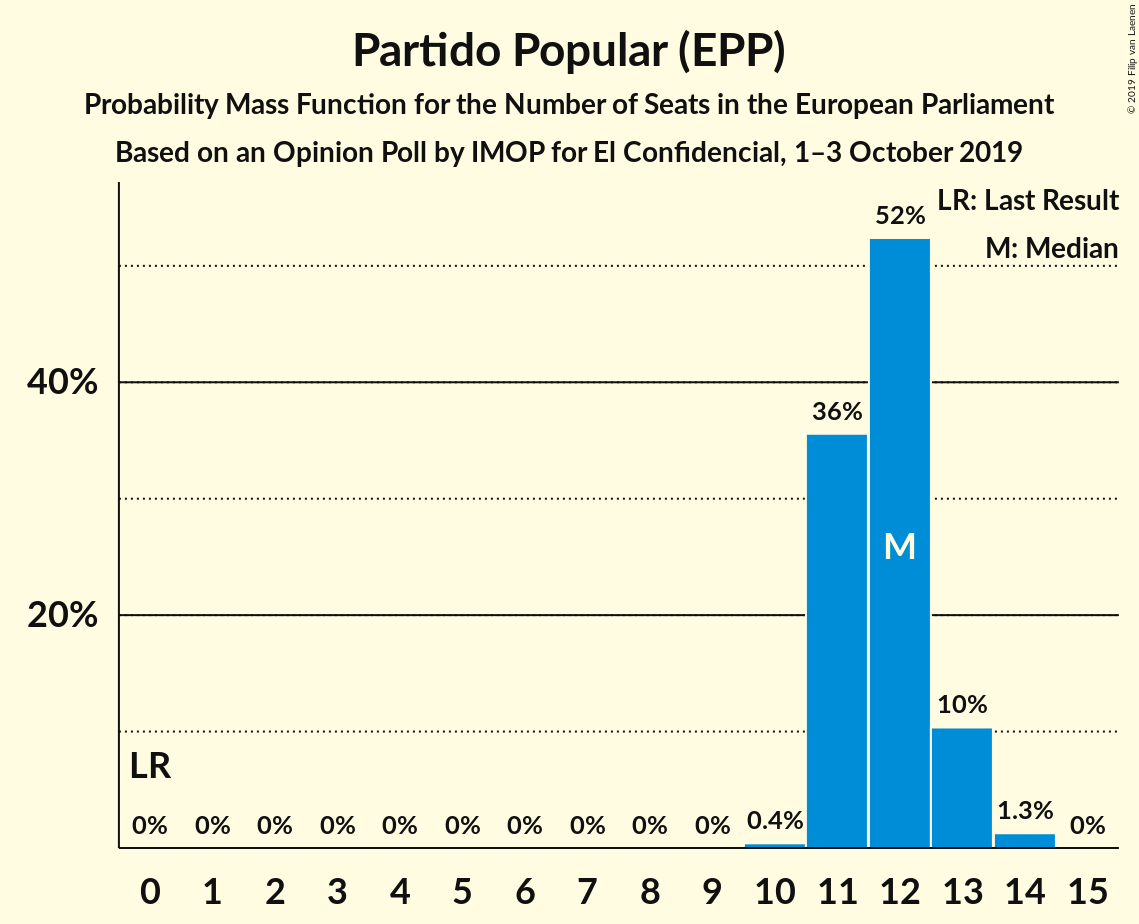 Partido Popular (EPP)
Probability Mass Function for the Number of Seats in the European Parliament
Based on an Opinion Poll by IMOP for El Confidencial, 1–3 October 2019
© 2019 Filip van Laenen
LR: Last Result
M: Median
52%
40%
36%
M
20%
10%
LR
0% 0% 0% 0% 0% 0% 0% 0% 0% 0% 0.4% 1.3% 0%
0 1 2 3 4 5 6 7 8 9 10 11 12 13 14 15